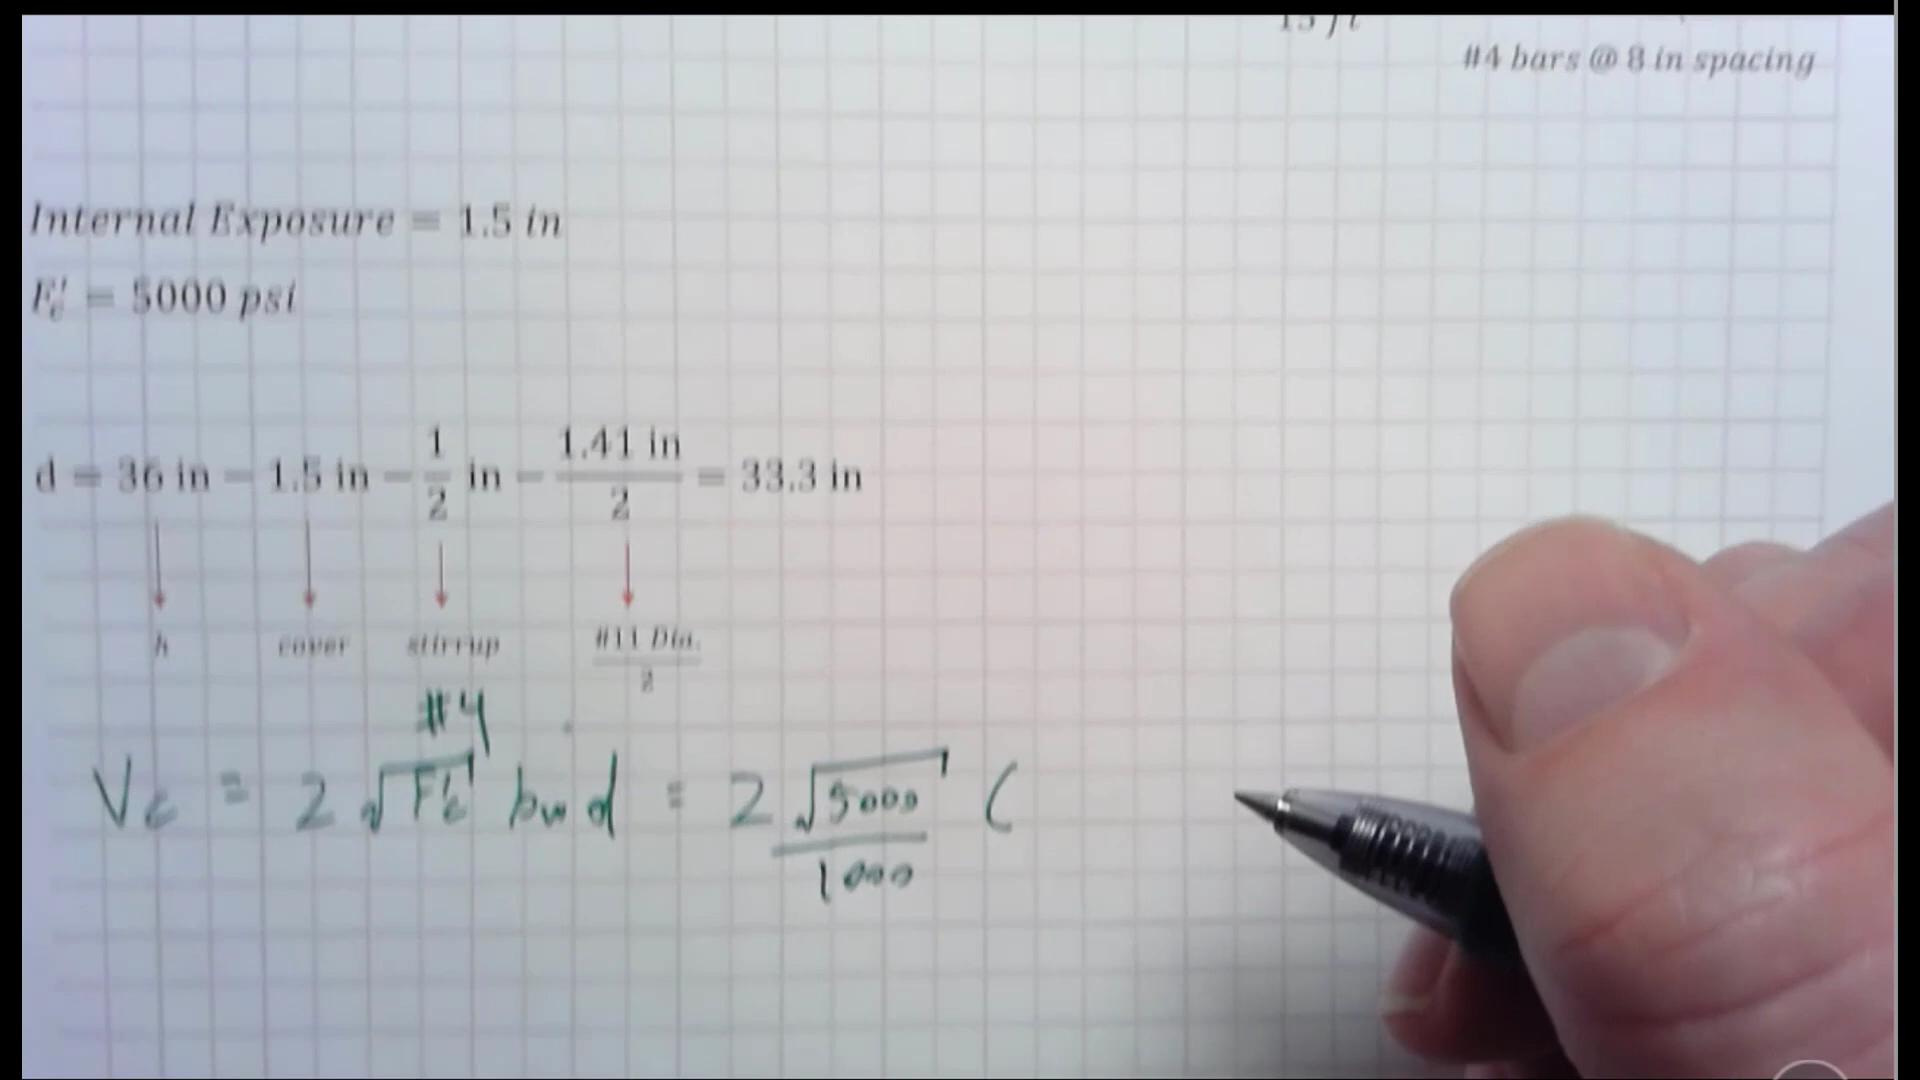 15 ft
#4 bars @ 8 in spacing
Internal Exposure = 1.5 in
F'c = 5000 psi
d = 36 in − 1.5 in − 1/2 in − 1.41 in/2 = 33.3 in
h cover stirrup #11 Dia./2
#4
Vc = 2 √F'c bw d = 2 √5000/1000 (